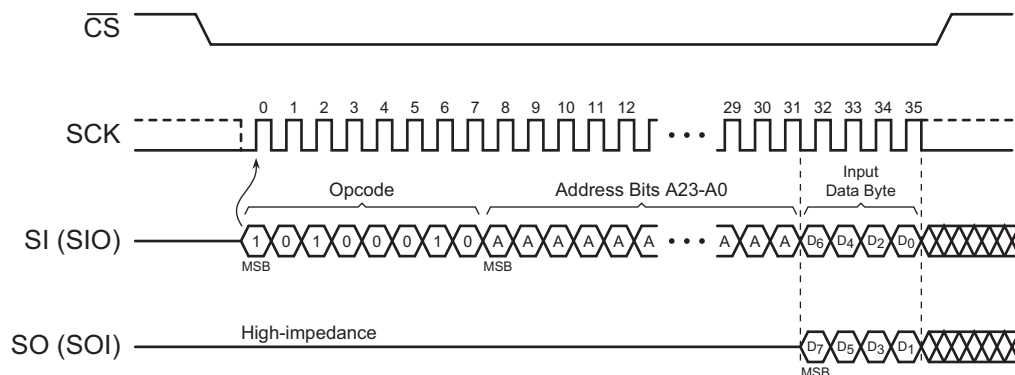 CS
0 1 2 3 4 5 6 7 8 9 10 11 12 29 30 31 32 33 34 35
SCK
Opcode
Address Bits A23-A0
Input
Data Byte
SI (SIO)
1 0 1 0 0 0 1 0 A A A A A A A A A D6 D4 D2 D0
MSB MSB
High-impedance
SO (SOI)
D7 D5 D3 D1
MSB